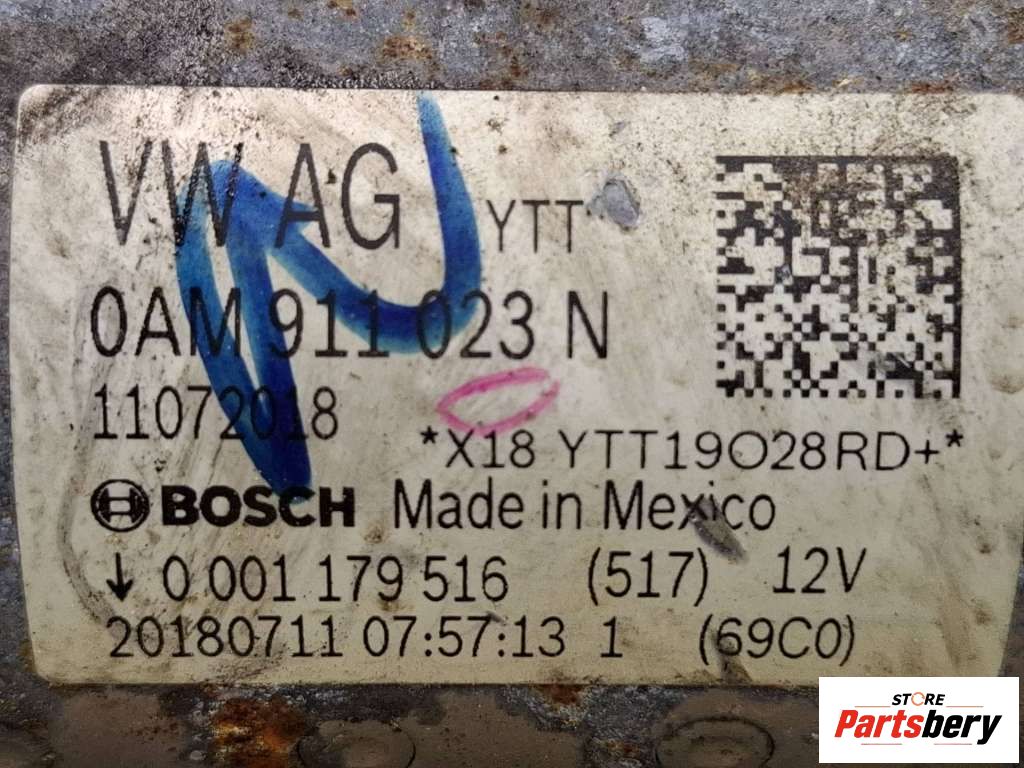 VW AG YTT
0AM 911 023 N
11072018
*X18 YTT19O28RD+*
BOSCH Made in Mexico
↓ 0 001 179 516 (517) 12V
20180711 07:57:13 1 (69C0)
STORE
Partsbery